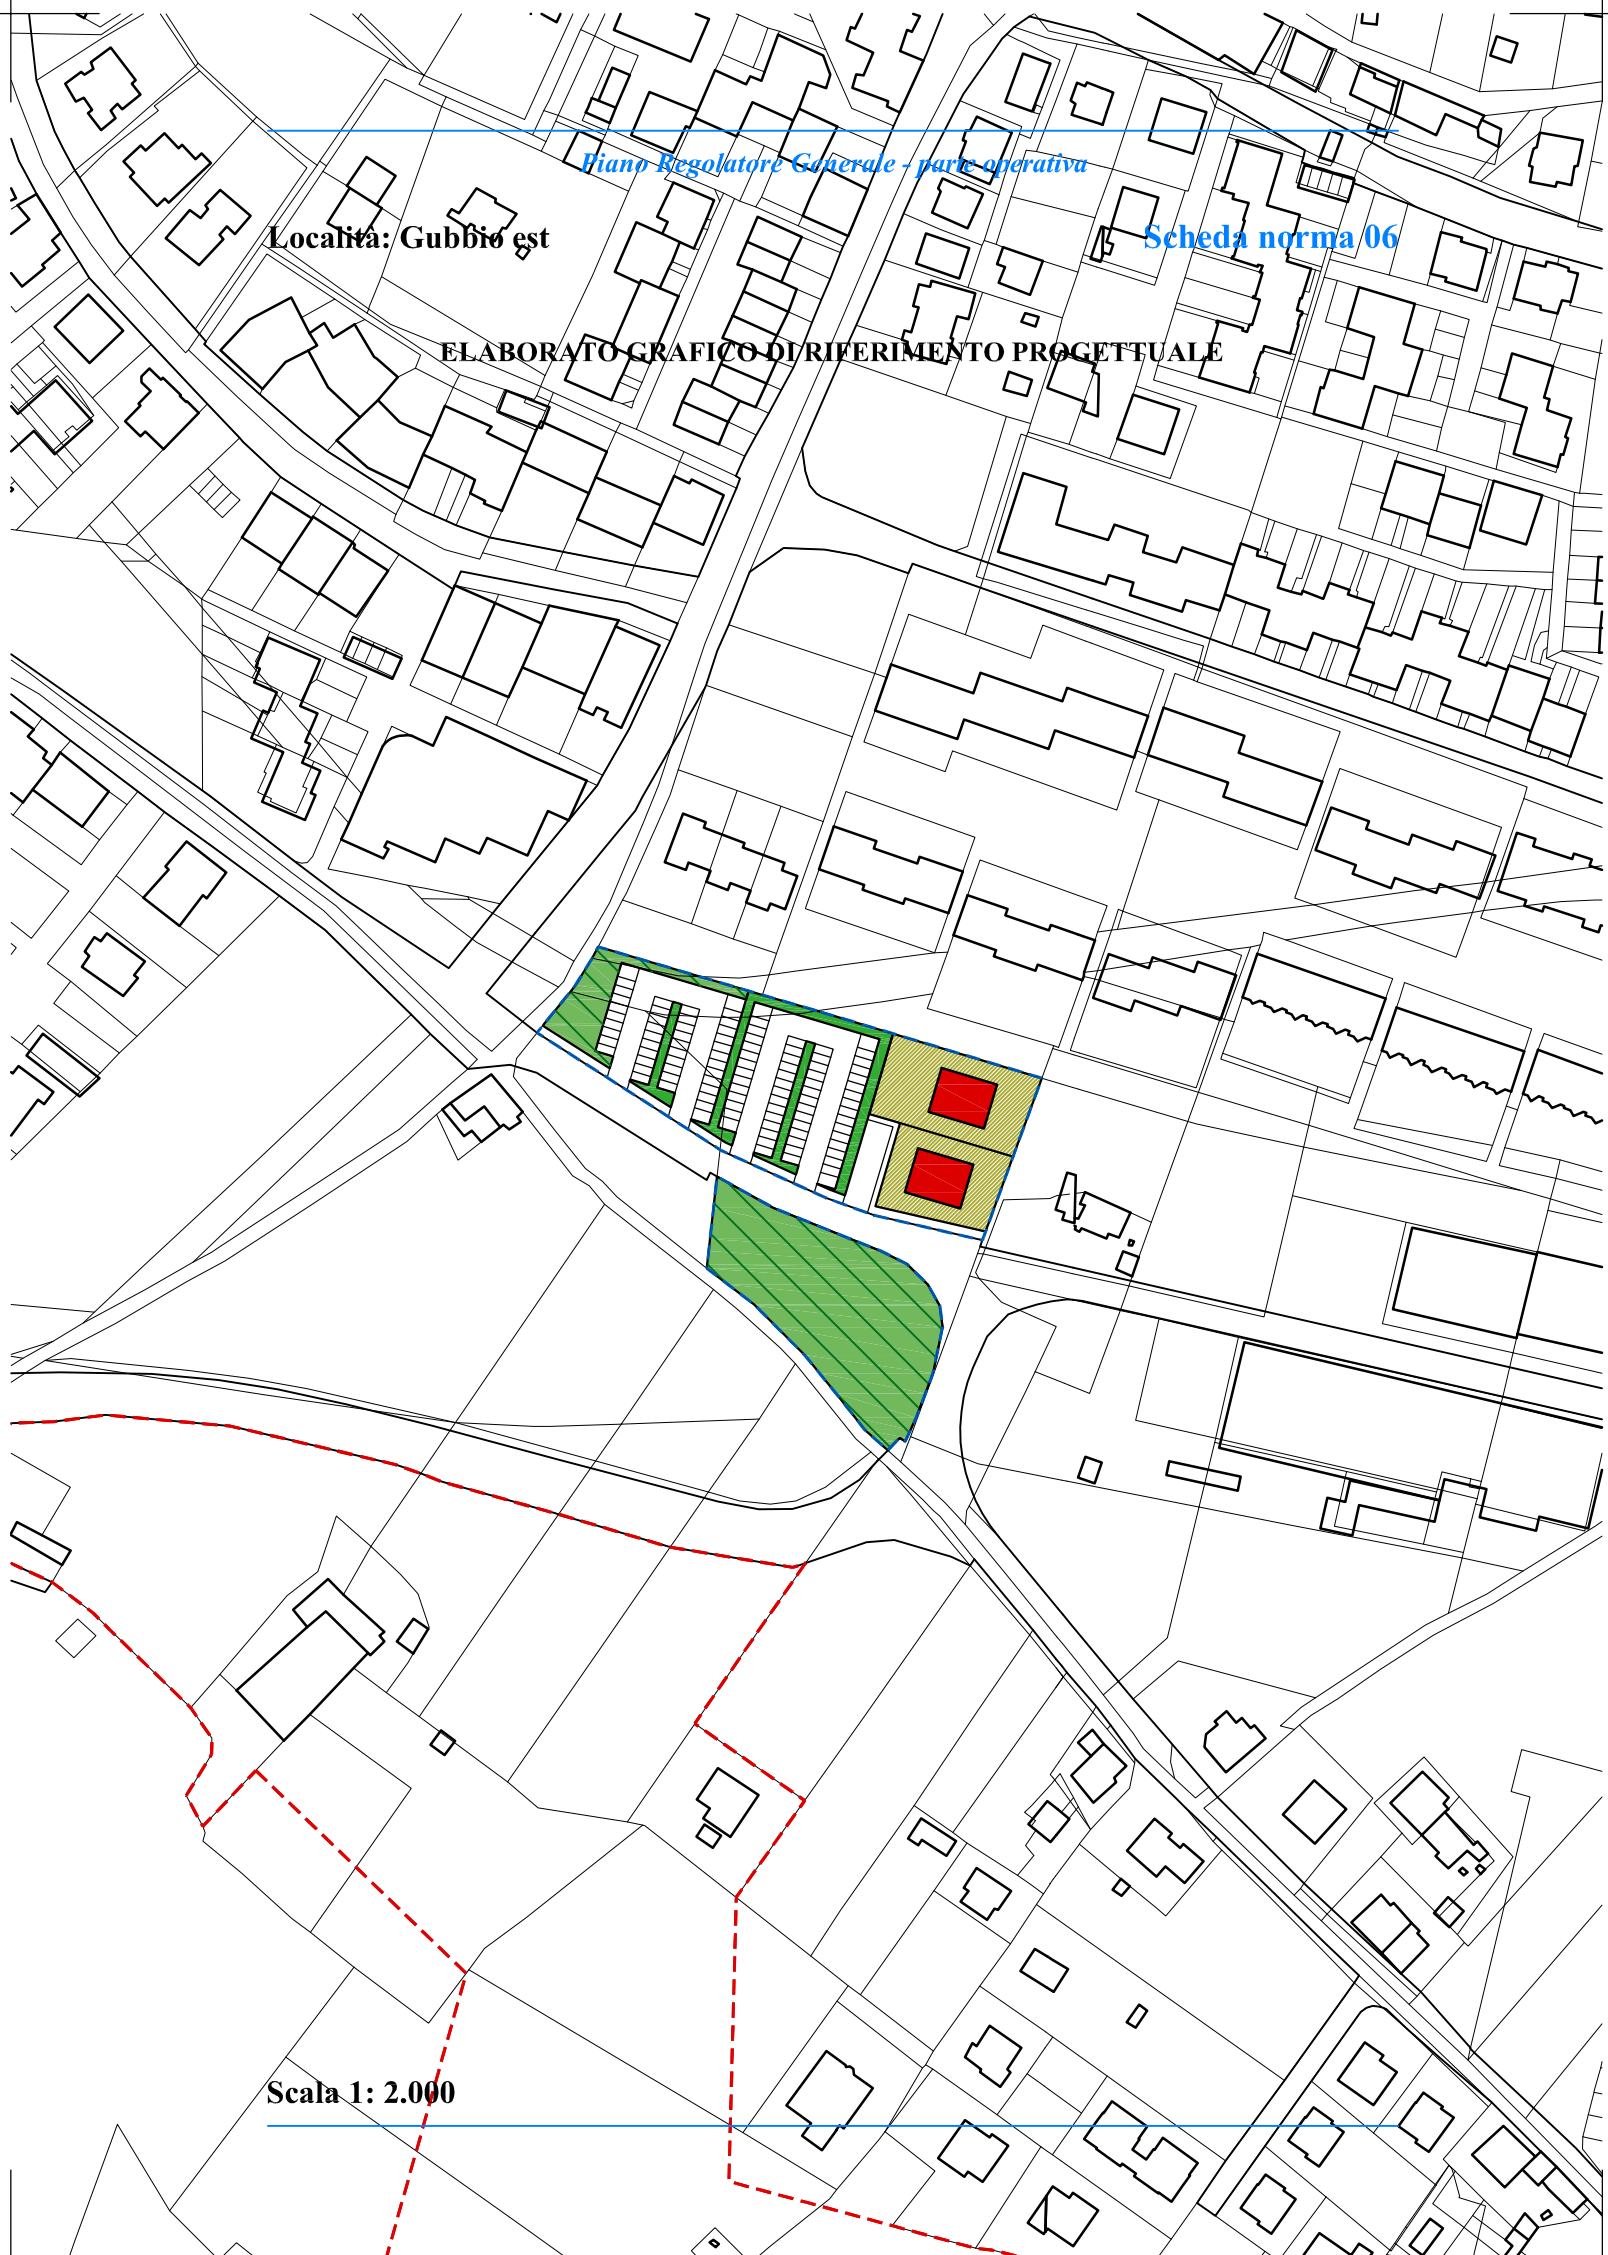 Piano Regolatore Generale - parte operativa
Località: Gubbio est
Scheda norma 06
ELABORATO GRAFICO DI RIFERIMENTO PROGETTUALE
Scala 1: 2.000